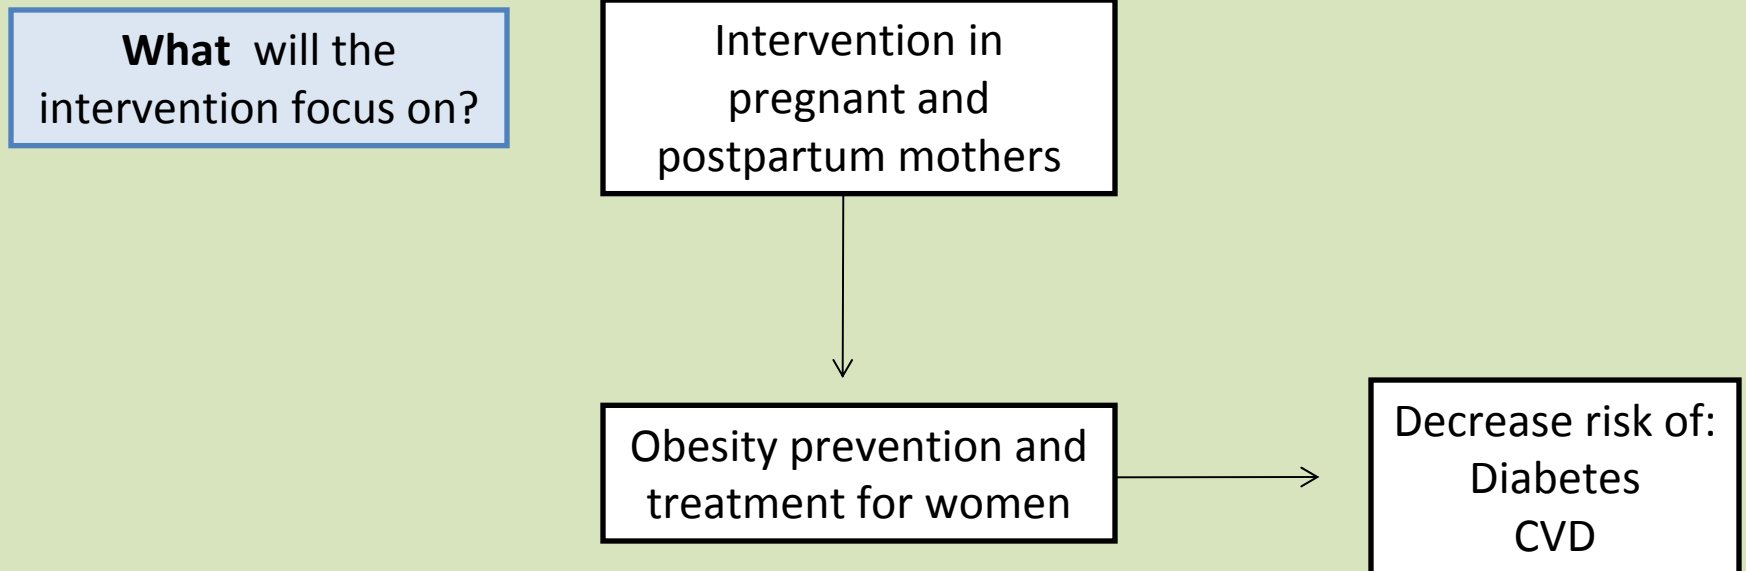 What will the
intervention focus on?
Intervention in
pregnant and
postpartum mothers
Obesity prevention and
treatment for women
Decrease risk of:
Diabetes
CVD